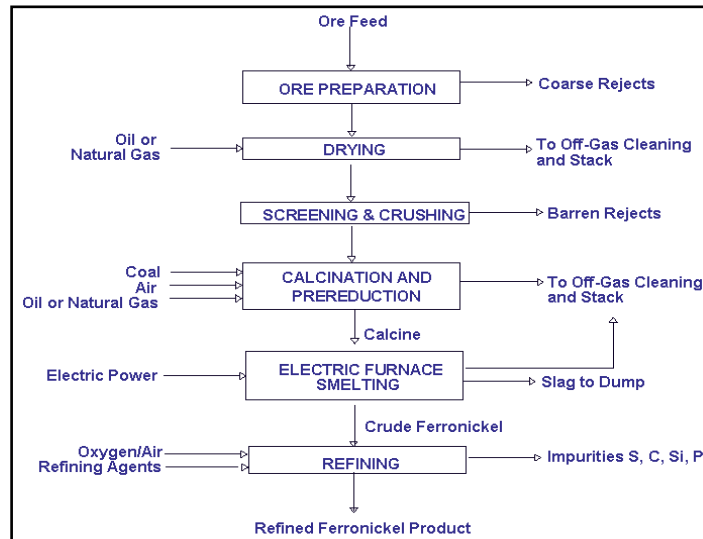 Ore Feed
ORE PREPARATION
Coarse Rejects
Oil or
Natural Gas
DRYING
To Off-Gas Cleaning
and Stack
SCREENING & CRUSHING
Barren Rejects
Coal
Air
Oil or Natural Gas
CALCINATION AND
PREREDUCTION
To Off-Gas Cleaning
and Stack
Calcine
Electric Power
ELECTRIC FURNACE
SMELTING
Slag to Dump
Crude Ferronickel
Oxygen/Air
Refining Agents
REFINING
Impurities S, C, Si, P
Refined Ferronickel Product